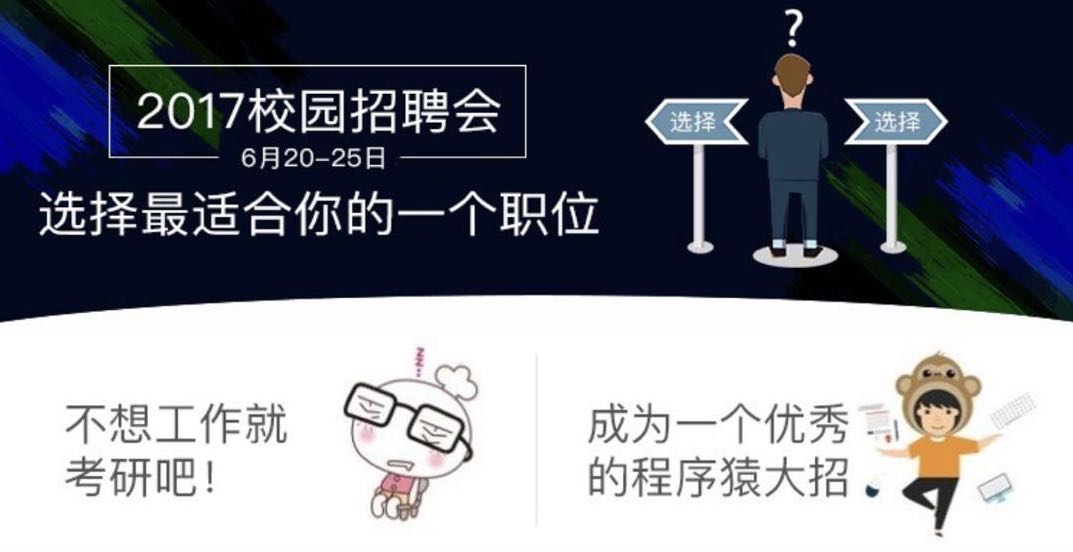 2017校园招聘会
6月20-25日
选择最适合你的一个职位
?
选择
选择
不想工作就
考研吧!
zz
成为一个优秀
的程序猿大招